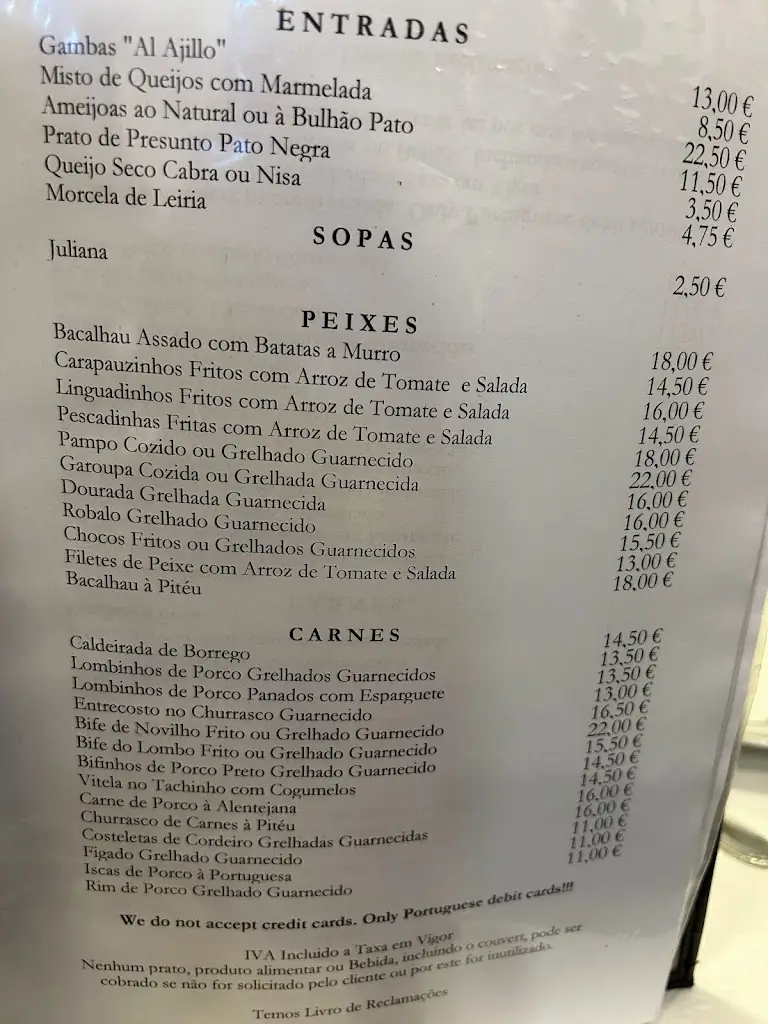 ENTRADAS
Gambas "Al Ajillo" 13,00 €
Misto de Queijos com Marmelada 8,50 €
Ameijoas ao Natural ou à Bulhão Pato 22,50 €
Prato de Presunto Pato Negra 11,50 €
Queijo Seco Cabra ou Nisa 3,50 €
Morcela de Leiria 4,75 €
SOPAS
Juliana 2,50 €
PEIXES
Bacalhau Assado com Batatas a Murro 18,00 €
Carapauzinhos Fritos com Arroz de Tomate e Salada 14,50 €
Linguadinhos Fritos com Arroz de Tomate e Salada 16,00 €
Pescadinhas Fritas com Arroz de Tomate e Salada 14,50 €
Pampo Cozido ou Grelhado Guarnecido 18,00 €
Garoupa Cozida ou Grelhada Guarnecida 22,00 €
Dourada Grelhada Guarnecida 16,00 €
Robalo Grelhado Guarnecido 16,00 €
Chocos Fritos ou Grelhados Guarnecidos 15,50 €
Filetes de Peixe com Arroz de Tomate e Salada 13,00 €
Bacalhau à Pitéu 18,00 €
CARNES
Caldeirada de Borrego 14,50 €
Lombinhos de Porco Grelhados Guarnecidos 13,50 €
Lombinhos de Porco Panados com Esparguete 13,50 €
Entrecosto no Churrasco Guarnecido 13,00 €
Bife de Novilho Frito ou Grelhado Guarnecido 16,50 €
Bife do Lombo Frito ou Grelhado Guarnecido 22,00 €
Bifinhos de Porco Preto Grelhado Guarnecido 15,50 €
Vitela no Tachinho com Cogumelos 14,50 €
Carne de Porco à Alentejana 14,50 €
Churrasco de Carnes à Pitéu 16,00 €
Costeletas de Cordeiro Grelhadas Guarnecidas 16,00 €
Figado Grelhado Guarnecido 11,00 €
Iscas de Porco à Portuguesa 11,00 €
Rim de Porco Grelhado Guarnecido 11,00 €
We do not accept credit cards. Only Portuguese debit cards!!!
IVA Incluido a Taxa em Vigor
Nenhum prato, produto alimentar ou Bebida, incluindo o couvert, pode ser
cobrado se não for solicitado pelo cliente ou por este for inutilizado.
Temos Livro de Reclamações